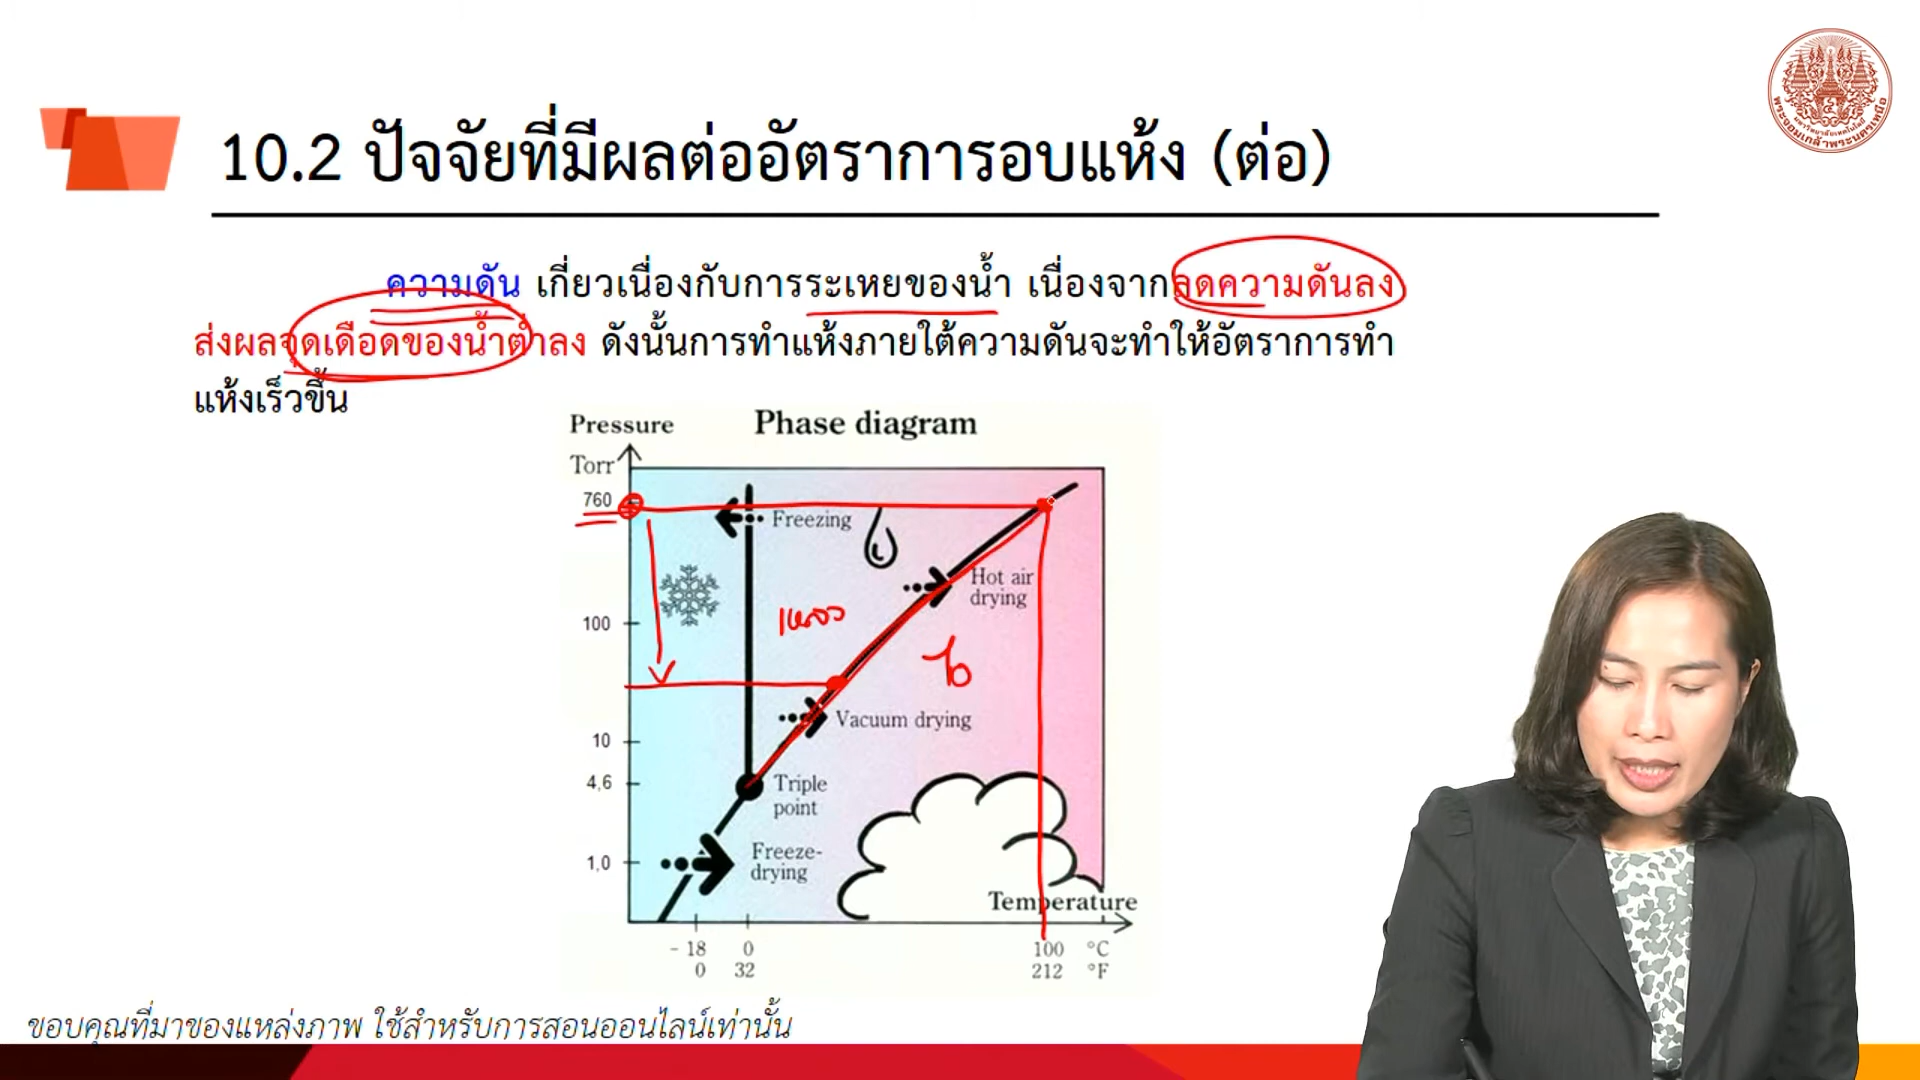 10.2 ปัจจัยที่มีผลต่ออัตราการอบแห้ง (ต่อ)
ความดัน เกี่ยวเนื่องกับการระเหยของน้ำ เนื่องจากลดความดันลง
ส่งผลจุดเดือดของน้ำต่ำลง ดังนั้นการทำแห้งภายใต้ความดันจะทำให้อัตราการทำ
แห้งเร็วขึ้น
Phase diagram
Pressure
Torr
760
Freezing
Hot air
drying
100
เหลว
ไอ
Vacuum drying
10
4,6
Triple
point
1,0
Freeze-
drying
Temperature
- 18 0 100 °C
0 32 212 °F
ขอบคุณที่มาของแหล่งภาพ ใช้สำหรับการสอนออนไลน์เท่านั้น